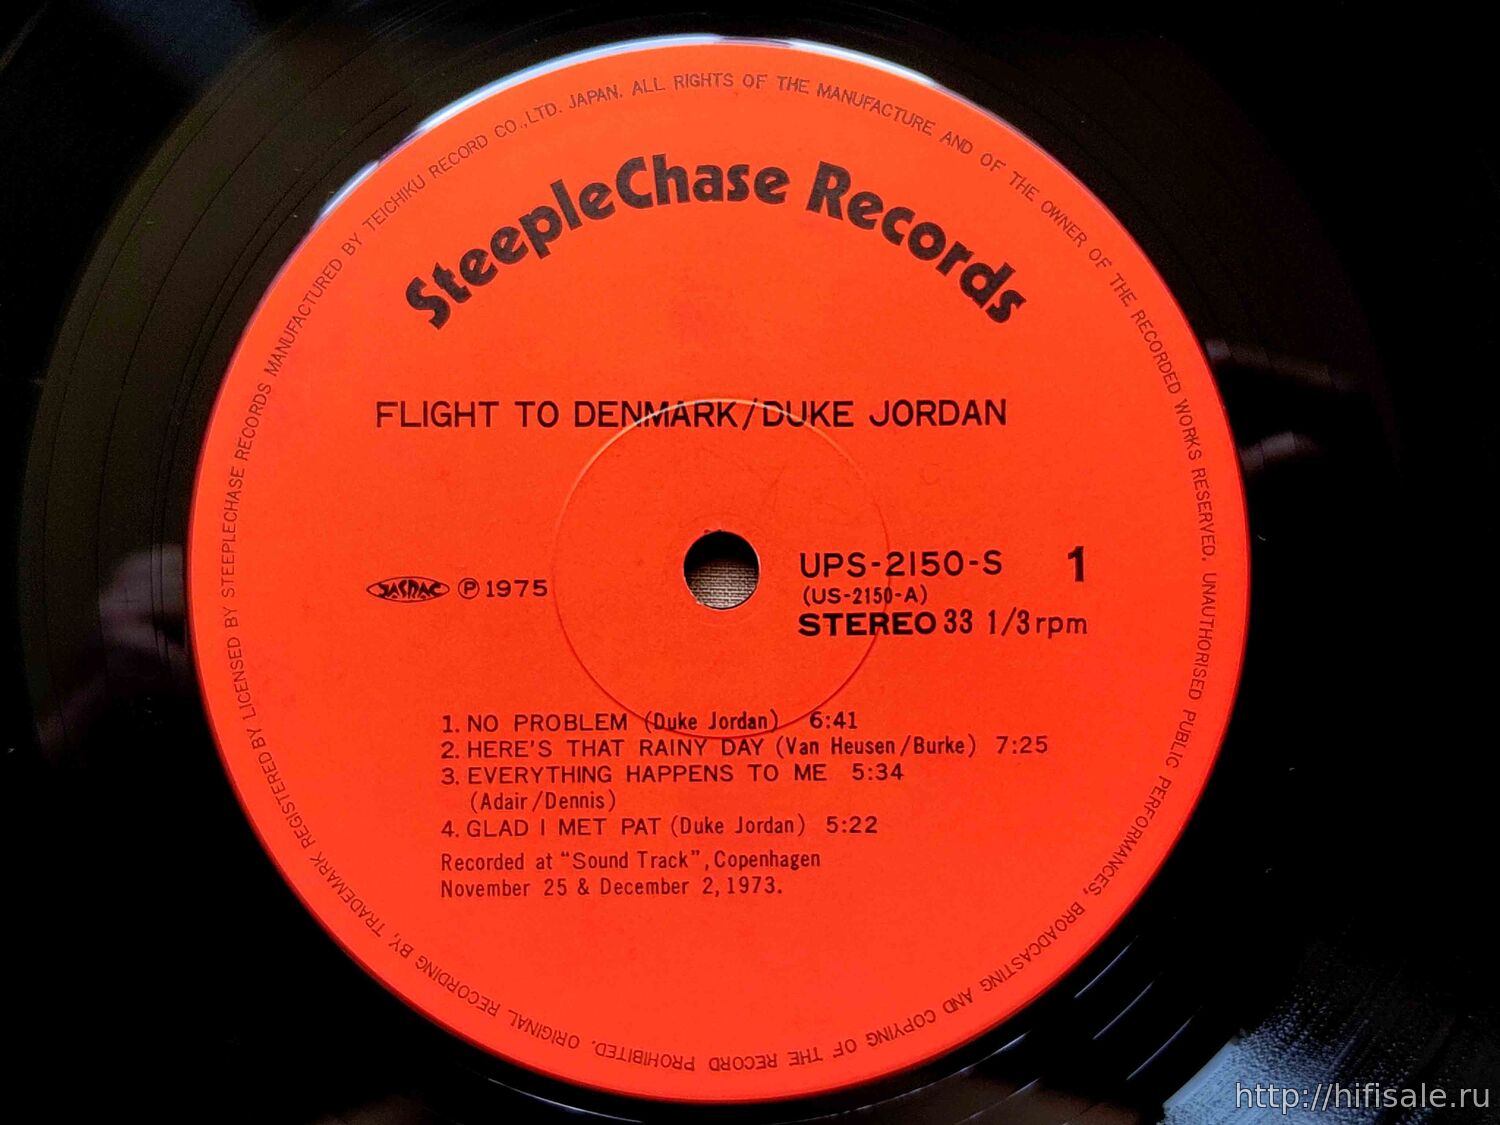 MANUFACTURED BY TEICHIKU RECORD CO.,LTD. JAPAN. ALL RIGHTS OF THE MANUFACTURE AND OF THE OWNER OF THE RECORDED WORKS RESERVED. UNAUTHORISED PUBLIC PERFORMANCES, BROADCASTING AND COPYING OF THE RECORD PROHIBITED. ORIGINAL RECORDING BY, TRADEMARK REGISTERED BY LICENSED BY STEEPLECHASE RECORDS
SteepleChase Records
FLIGHT TO DENMARK/DUKE JORDAN
UPS-2150-S 1
JASRAC Ⓟ1975 (US-2150-A)
STEREO 33 1/3 rpm
1. NO PROBLEM (Duke Jordan) 6:41
2. HERE'S THAT RAINY DAY (Van Heusen/Burke) 7:25
3. EVERYTHING HAPPENS TO ME 5:34
(Adair/Dennis)
4. GLAD I MET PAT (Duke Jordan) 5:22
Recorded at "Sound Track", Copenhagen
November 25 & December 2, 1973.
http://hifisale.ru